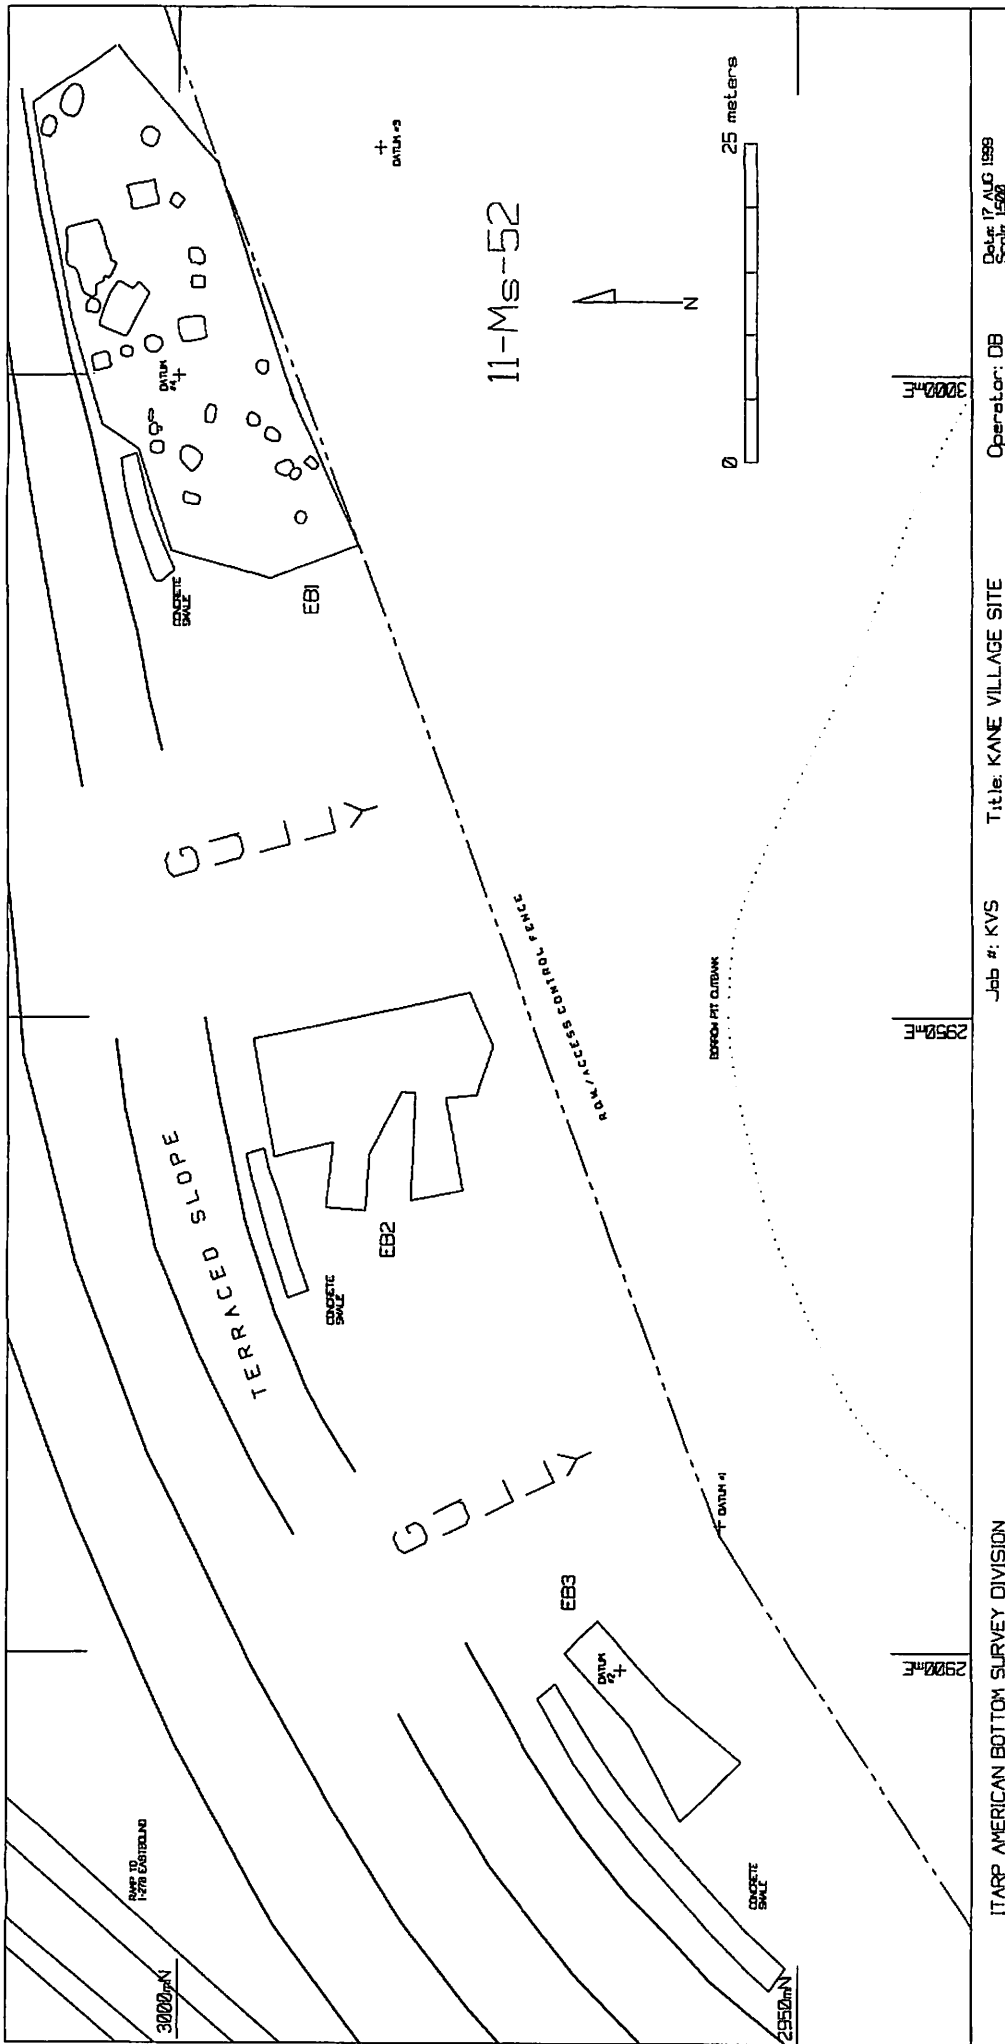 RAMP TO
I-270 EASTBOUND
3000mN
2950mN
TERRACED SLOPE
GULLY
GULLY
CONCRETE
SWALE
CONCRETE
SWALE
CONCRETE
SWALE
EB1
EB2
EB3
DATUM
#4
DATUM #3
DATUM
#2
DATUM #1
R.O.W./ACCESS CONTROL FENCE
BORROW PIT CUTBANK
11-Ms-52
N
0
25 meters
2900mE
2950mE
3000mE
ITARP AMERICAN BOTTOM SURVEY DIVISION
Job #: KVS
Title: KANE VILLAGE SITE
Operator: DB
Date: 17 AUG 1999
Scale 1:500